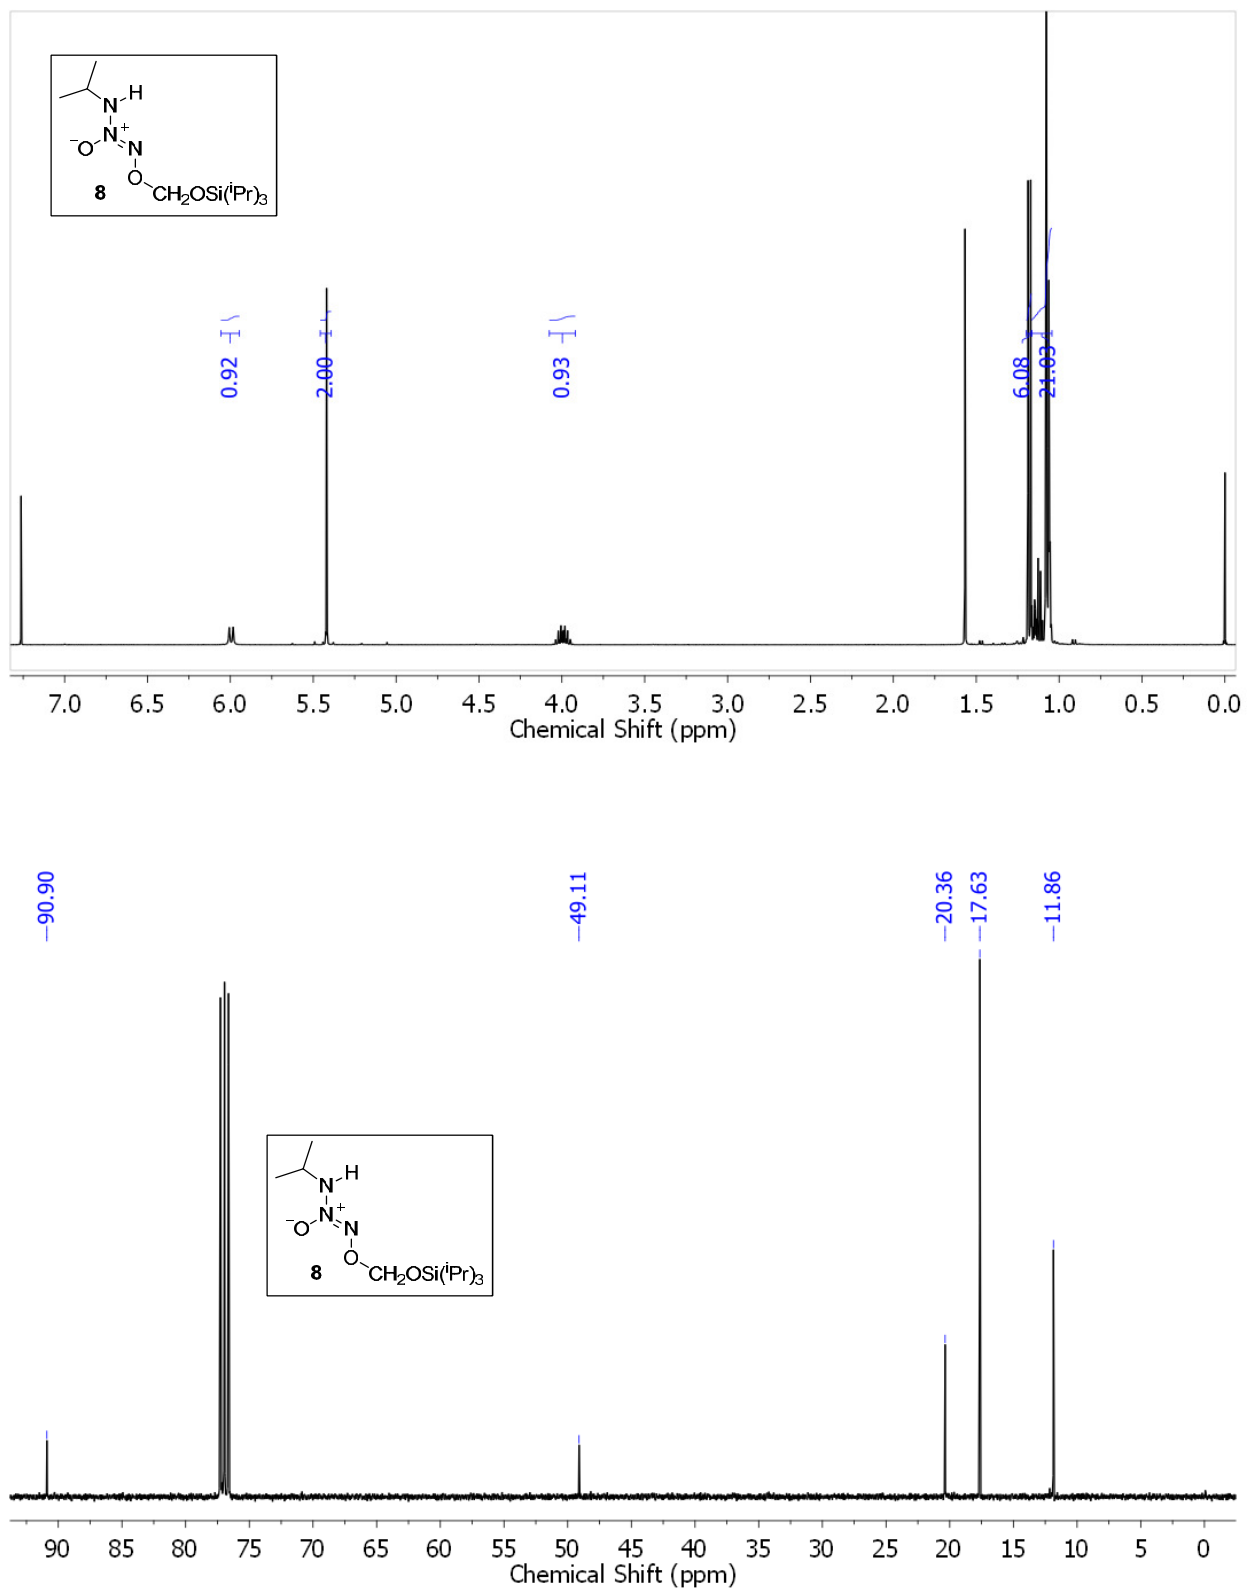 N-H
N+
-O N
O
8 CH2OSi(iPr)3
0.92
2.00
0.93
6.08
21.03
7.0 6.5 6.0 5.5 5.0 4.5 4.0 3.5 3.0 2.5 2.0 1.5 1.0 0.5 0.0
Chemical Shift (ppm)
90.90
49.11
20.36
17.63
11.86
N-H
N+
-O N
O
8 CH2OSi(iPr)3
90 85 80 75 70 65 60 55 50 45 40 35 30 25 20 15 10 5 0
Chemical Shift (ppm)